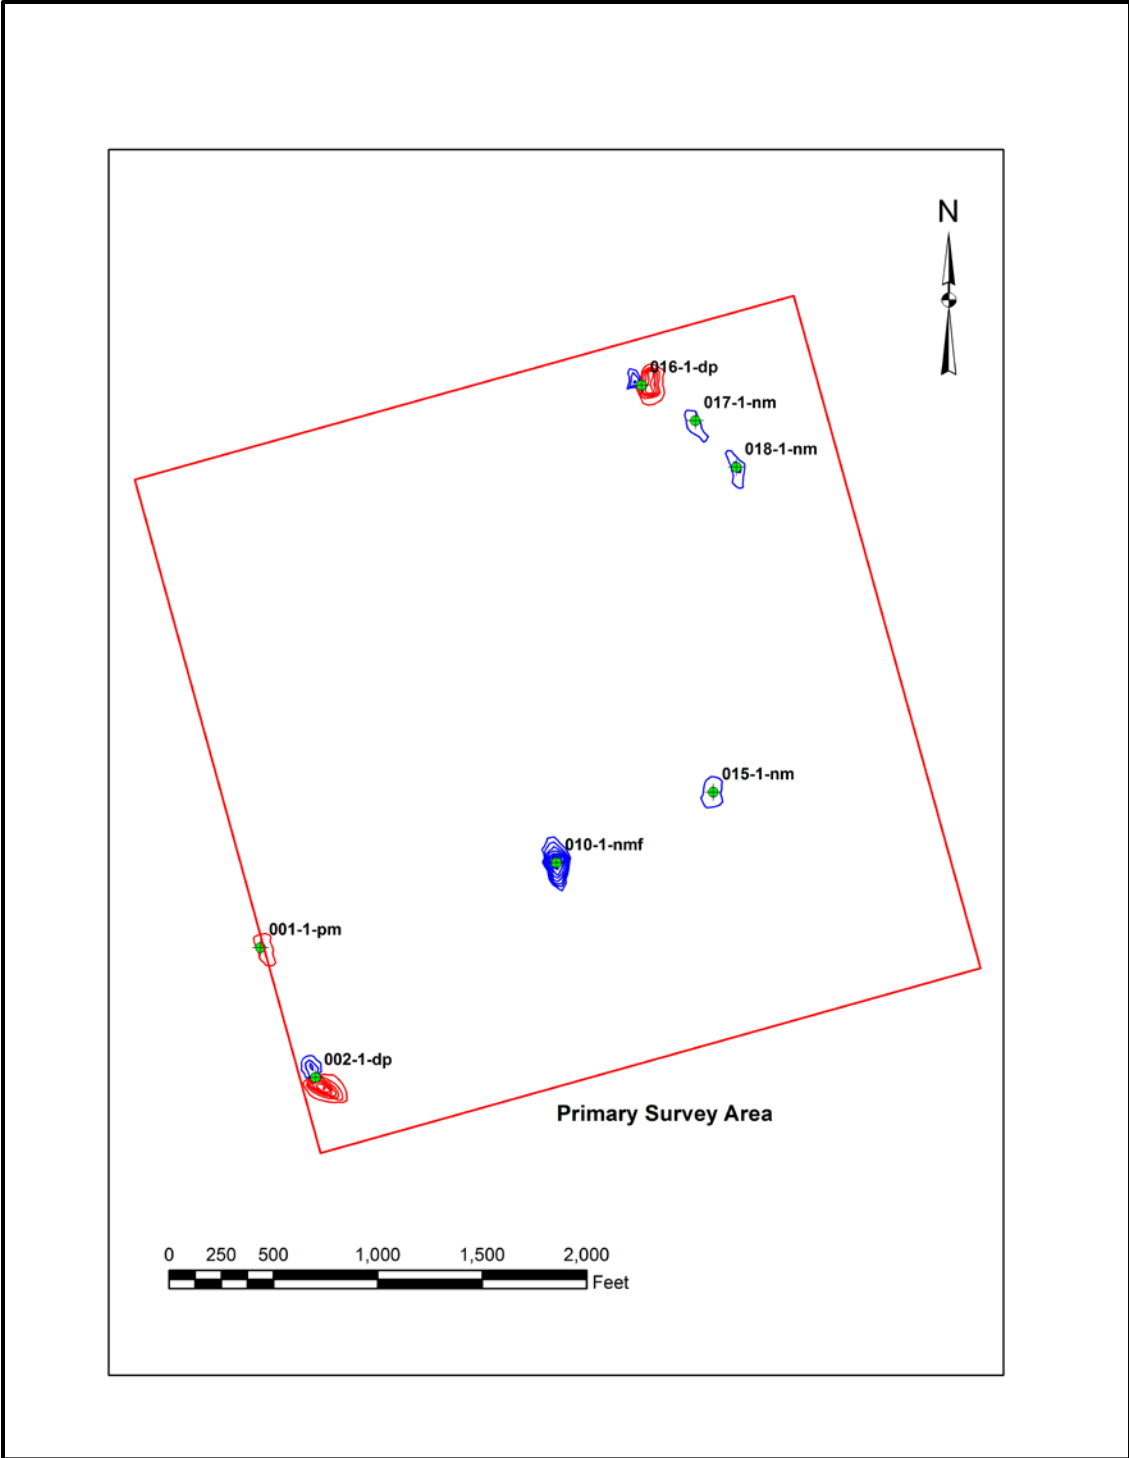 N
016-1-dp
017-1-nm
018-1-nm
015-1-nm
010-1-nmf
001-1-pm
002-1-dp
Primary Survey Area
0 250 500 1,000 1,500 2,000
Feet